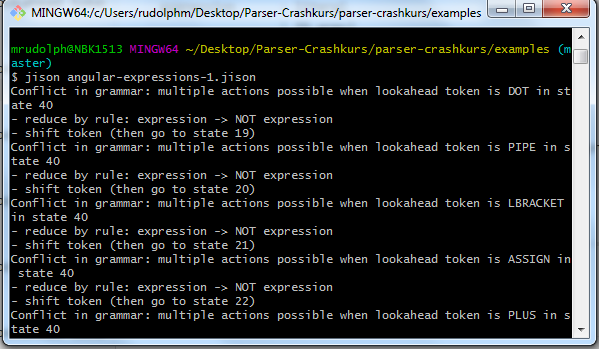 MINGW64:/c/Users/rudolphm/Desktop/Parser-Crashkurs/parser-crashkurs/examples
mrudolph@NBK1513 MINGW64 ~/Desktop/Parser-Crashkurs/parser-crashkurs/examples (m
aster)
$ jison angular-expressions-1.jison
Conflict in grammar: multiple actions possible when lookahead token is DOT in st
ate 40
- reduce by rule: expression -> NOT expression
- shift token (then go to state 19)
Conflict in grammar: multiple actions possible when lookahead token is PIPE in s
tate 40
- reduce by rule: expression -> NOT expression
- shift token (then go to state 20)
Conflict in grammar: multiple actions possible when lookahead token is LBRACKET
in state 40
- reduce by rule: expression -> NOT expression
- shift token (then go to state 21)
Conflict in grammar: multiple actions possible when lookahead token is ASSIGN in
 state 40
- reduce by rule: expression -> NOT expression
- shift token (then go to state 22)
Conflict in grammar: multiple actions possible when lookahead token is PLUS in s
tate 40